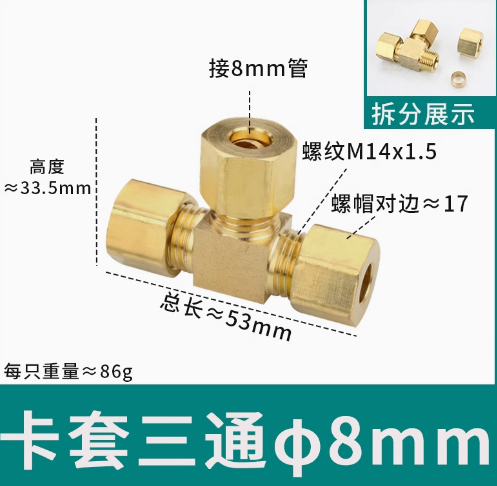 接8mm管
拆分展示
螺纹M14x1.5
高度
≈33.5mm
螺帽对边≈17
总长≈53mm
每只重量≈86g
卡套三通φ8mm